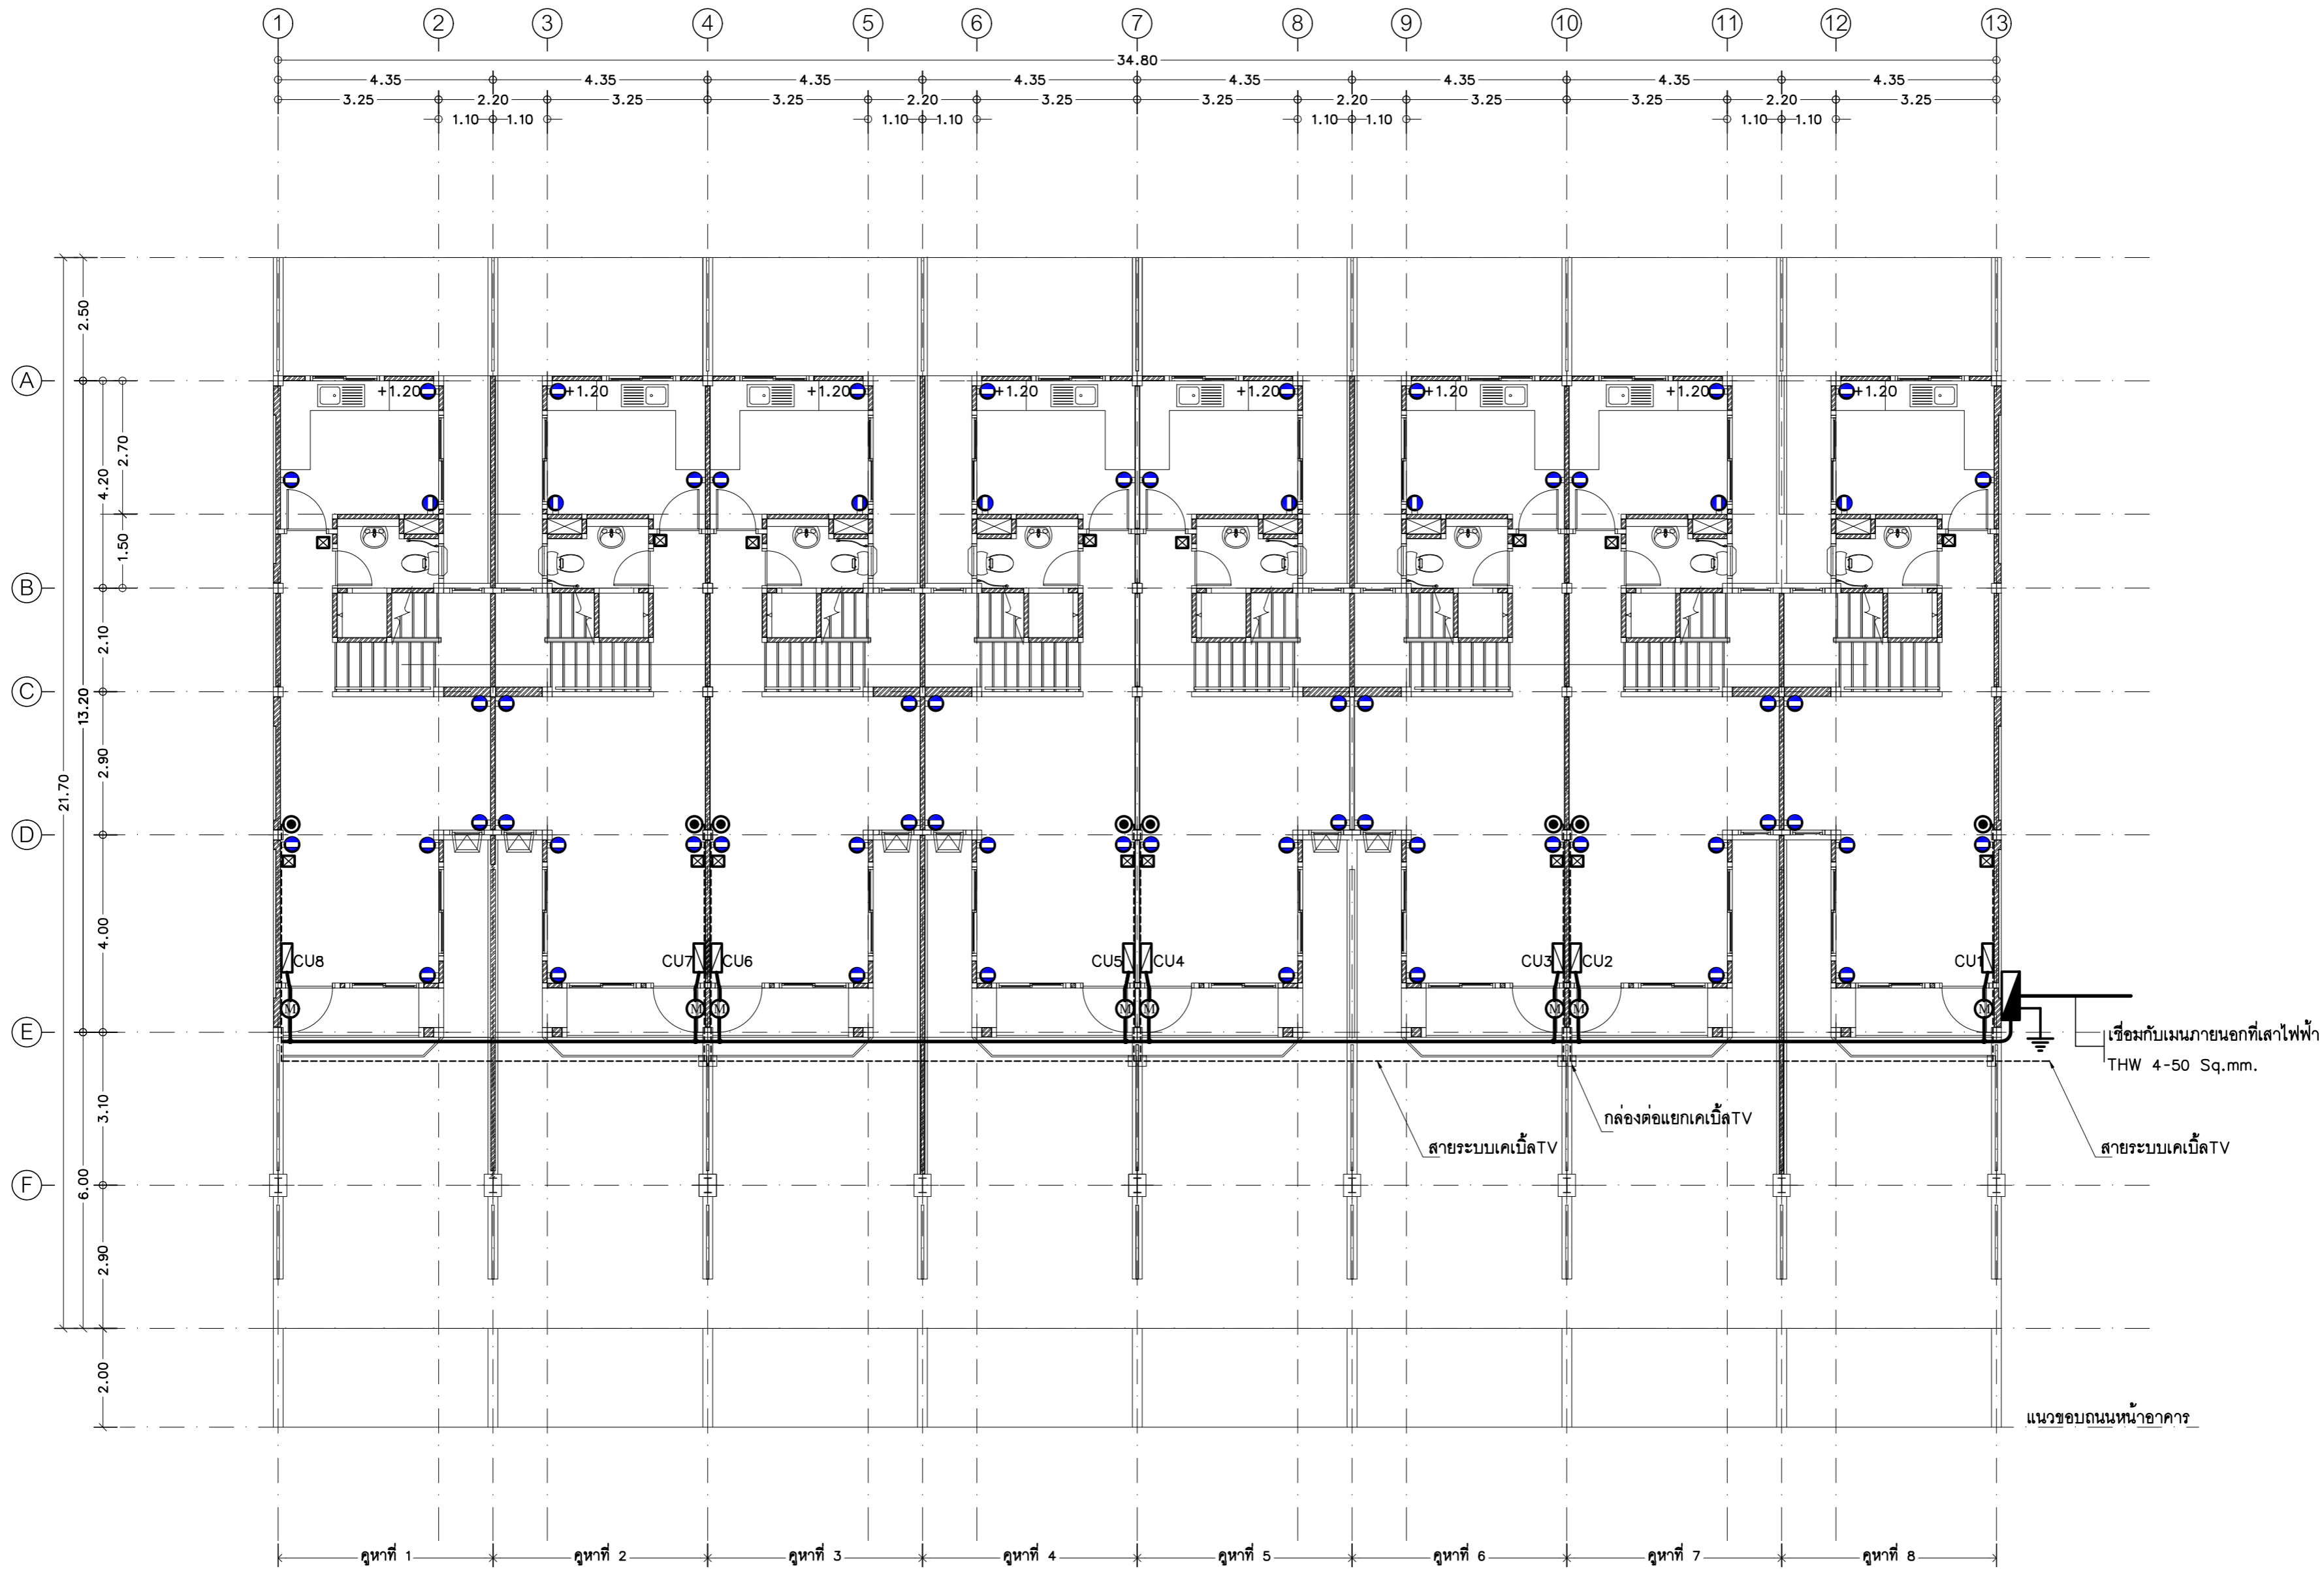 1 2 3 4 5 6 7 8 9 10 11 12 13
34.80
4.35 4.35 4.35 4.35 4.35 4.35 4.35 4.35
3.25 2.20 3.25 3.25 2.20 3.25 3.25 2.20 3.25 3.25 2.20 3.25
1.10 1.10 1.10 1.10 1.10 1.10 1.10 1.10
2.50
A
+1.20 +1.20 +1.20 +1.20 +1.20 +1.20 +1.20 +1.20
2.70
4.20
1.50
B
2.10
C
13.20
2.90
21.70
D
4.00
CU8 CU7 CU6 CU5 CU4 CU3 CU2 CU1
M M M M M M M M
E
เชื่อมกับเมนภายนอกที่เสาไฟฟ้า
THW 4-50 Sq.mm.
3.10
กล่องต่อแยกเคเบิ้ลTV
สายระบบเคเบิ้ลTV
สายระบบเคเบิ้ลTV
F
6.00
2.90
2.00
แนวขอบถนนหน้าอาคาร
คูหาที่ 1 คูหาที่ 2 คูหาที่ 3 คูหาที่ 4 คูหาที่ 5 คูหาที่ 6 คูหาที่ 7 คูหาที่ 8